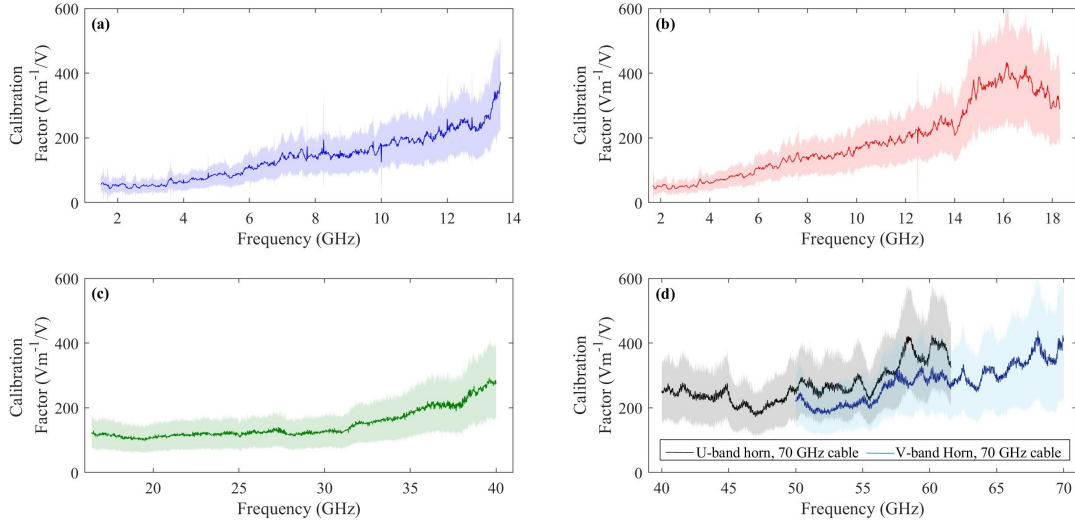 (a)
600
400
200
0
Calibration
Factor (Vm⁻¹/V)
2 4 6 8 10 12 14
Frequency (GHz)
(b)
600
400
200
0
Calibration
Factor (Vm⁻¹/V)
2 4 6 8 10 12 14 16 18
Frequency (GHz)
(c)
600
400
200
0
Calibration
Factor (Vm⁻¹/V)
20 25 30 35 40
Frequency (GHz)
(d)
600
400
200
0
Calibration
Factor (Vm⁻¹/V)
U-band horn, 70 GHz cable V-band Horn, 70 GHz cable
40 45 50 55 60 65 70
Frequency (GHz)